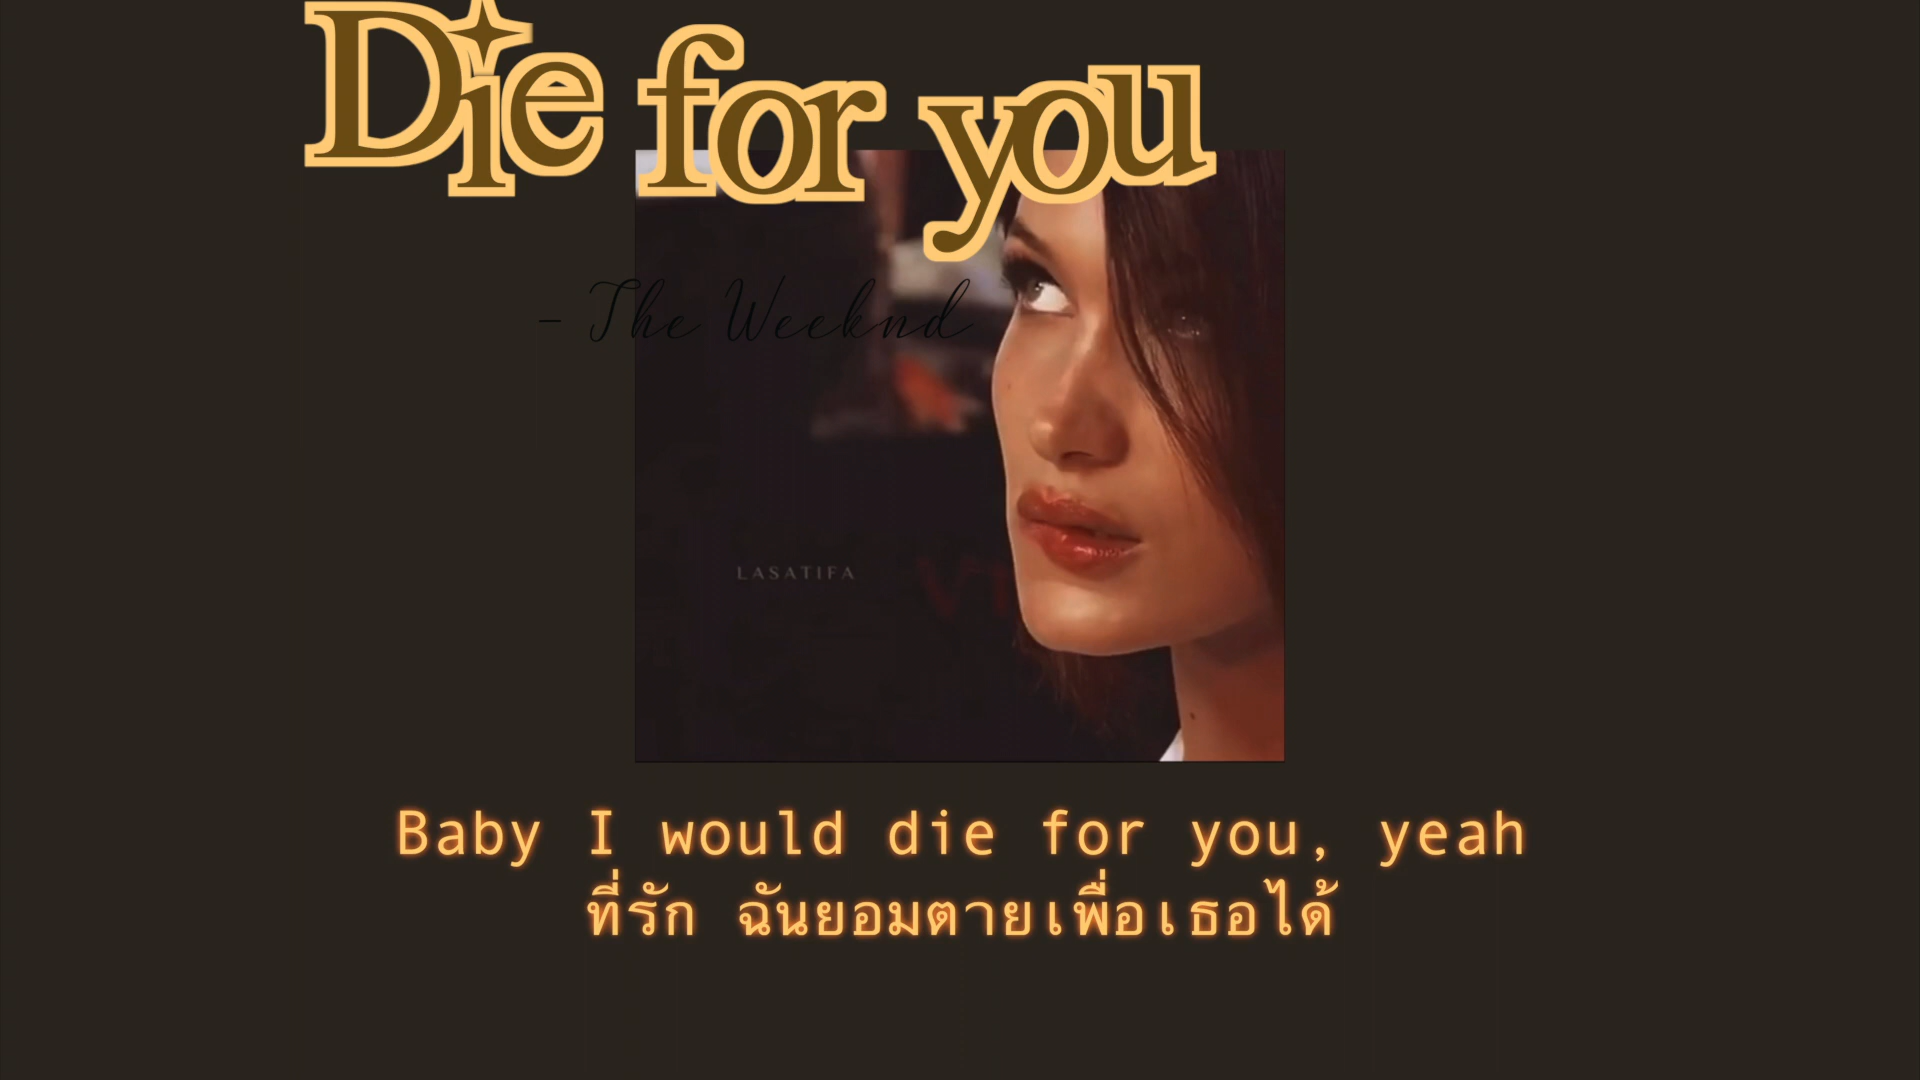 Die for you
- The Weeknd
LASATIFA
Baby I would die for you, yeah
ที่รัก ฉันยอมตายเพื่อเธอได้